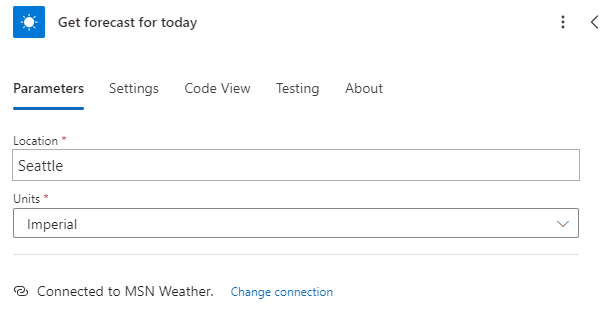 Get forecast for today
Parameters Settings Code View Testing About
Location *
Seattle
Units *
Imperial
Connected to MSN Weather. Change connection